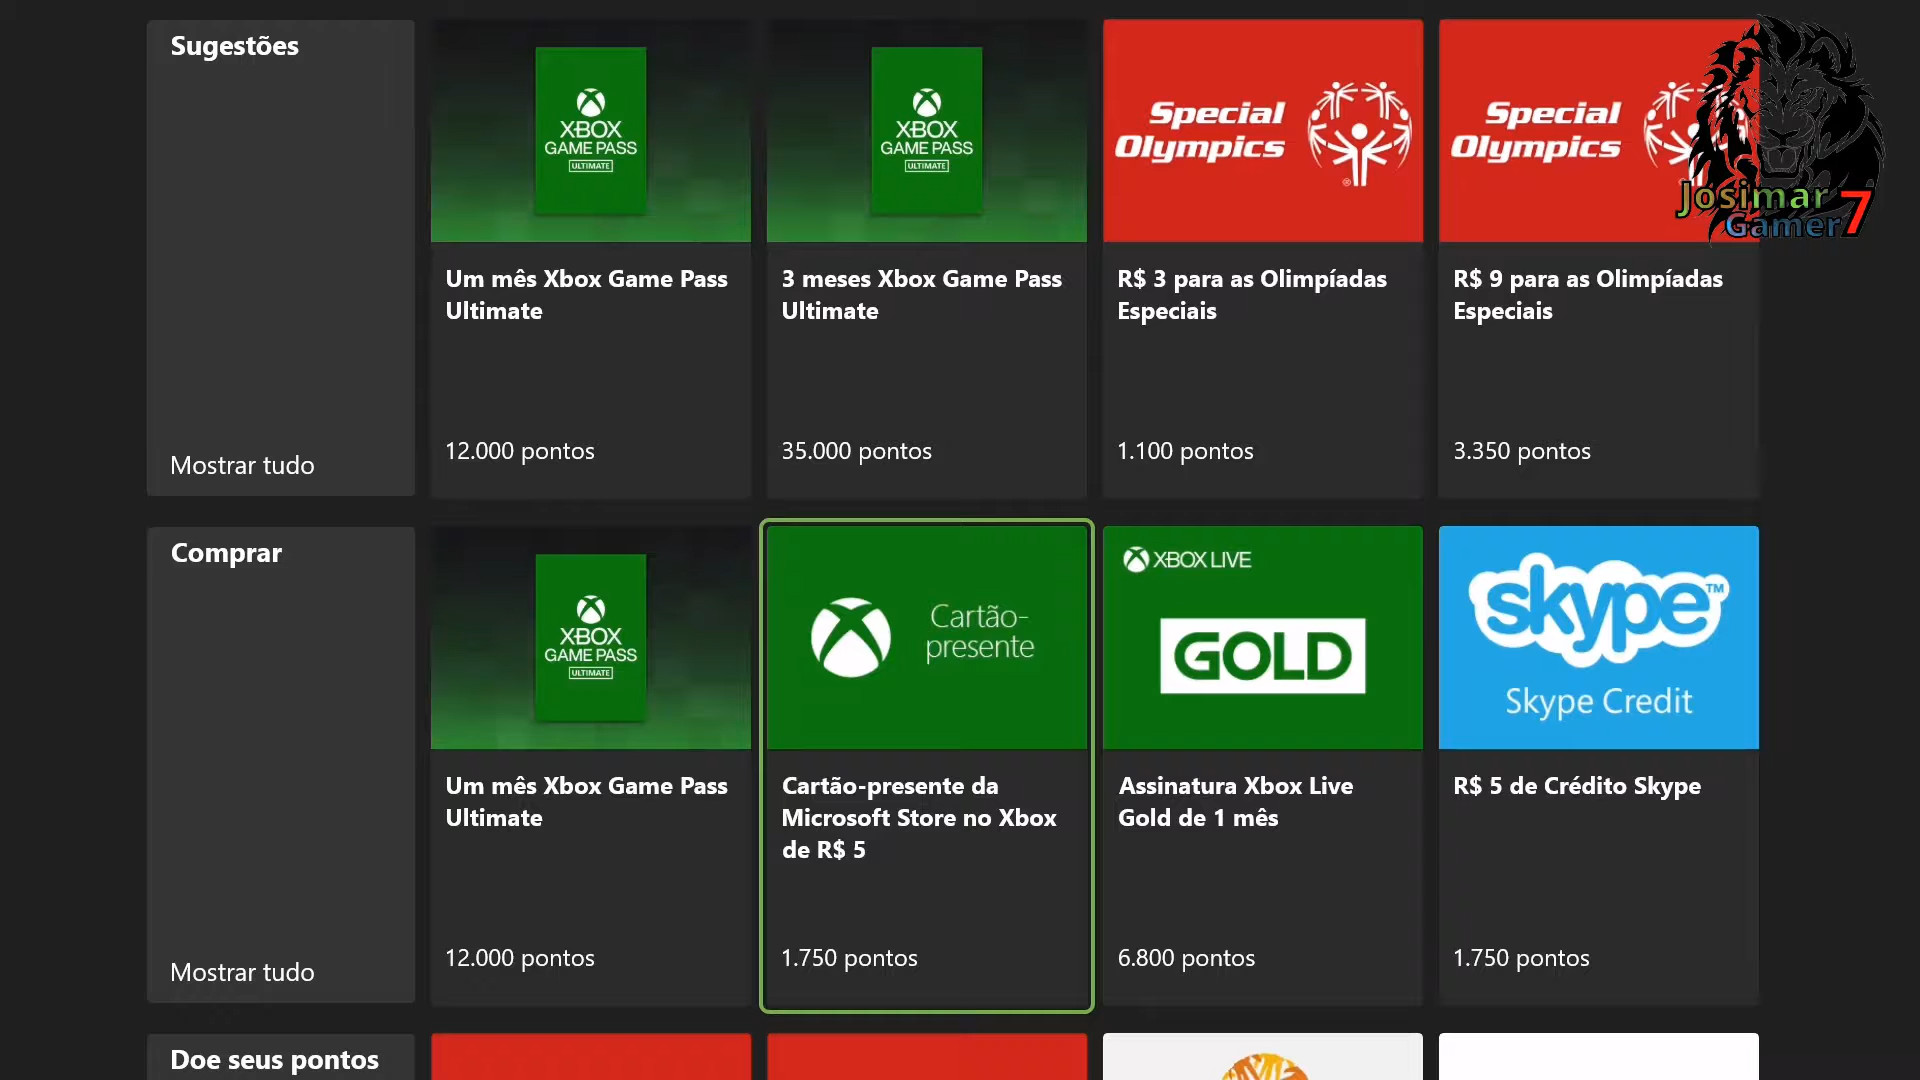 Sugestões
Mostrar tudo
XBOX
GAME PASS
ULTIMATE
Um mês Xbox Game Pass
Ultimate
12.000 pontos
XBOX
GAME PASS
ULTIMATE
3 meses Xbox Game Pass
Ultimate
35.000 pontos
Special
Olympics
®
R$ 3 para as Olimpíadas
Especiais
1.100 pontos
Special
Olympics
R$ 9 para as Olimpíadas
Especiais
3.350 pontos
Josimar
Gamer 7
Comprar
Mostrar tudo
XBOX
GAME PASS
ULTIMATE
Um mês Xbox Game Pass
Ultimate
12.000 pontos
Cartão-
presente
Cartão-presente da
Microsoft Store no Xbox
de R$ 5
1.750 pontos
XBOX LIVE
GOLD
Assinatura Xbox Live
Gold de 1 mês
6.800 pontos
skype™
Skype Credit
R$ 5 de Crédito Skype
1.750 pontos
Doe seus pontos